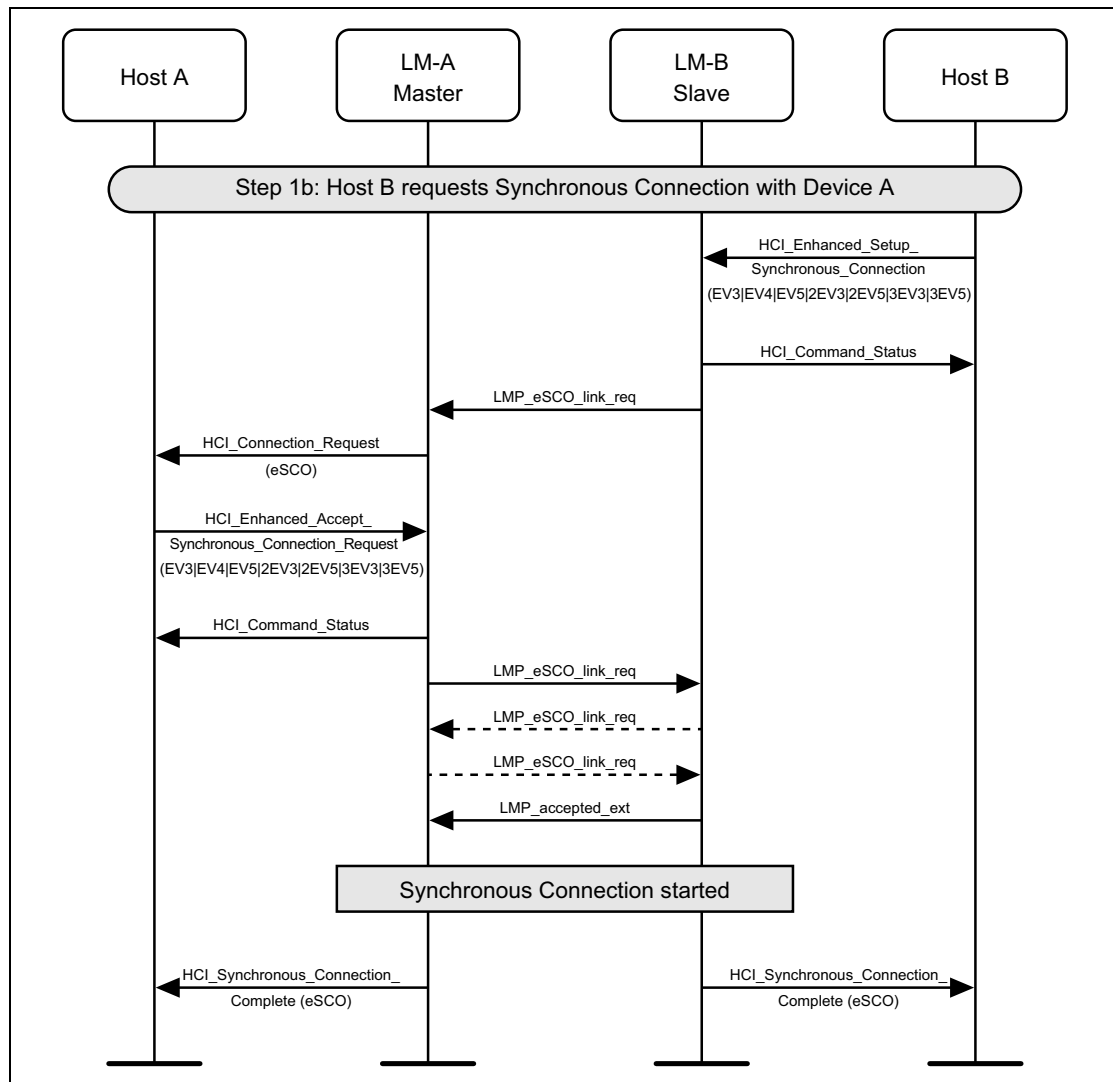 Host A
LM-A
Master
LM-B
Slave
Host B
Step 1b: Host B requests Synchronous Connection with Device A
HCI_Enhanced_Setup_
Synchronous_Connection
(EV3|EV4|EV5|2EV3|2EV5|3EV3|3EV5)
HCI_Command_Status
LMP_eSCO_link_req
HCI_Connection_Request
(eSCO)
HCI_Enhanced_Accept_
Synchronous_Connection_Request
(EV3|EV4|EV5|2EV3|2EV5|3EV3|3EV5)
HCI_Command_Status
LMP_eSCO_link_req
LMP_eSCO_link_req
LMP_eSCO_link_req
LMP_accepted_ext
Synchronous Connection started
HCI_Synchronous_Connection_
Complete (eSCO)
HCI_Synchronous_Connection_
Complete (eSCO)